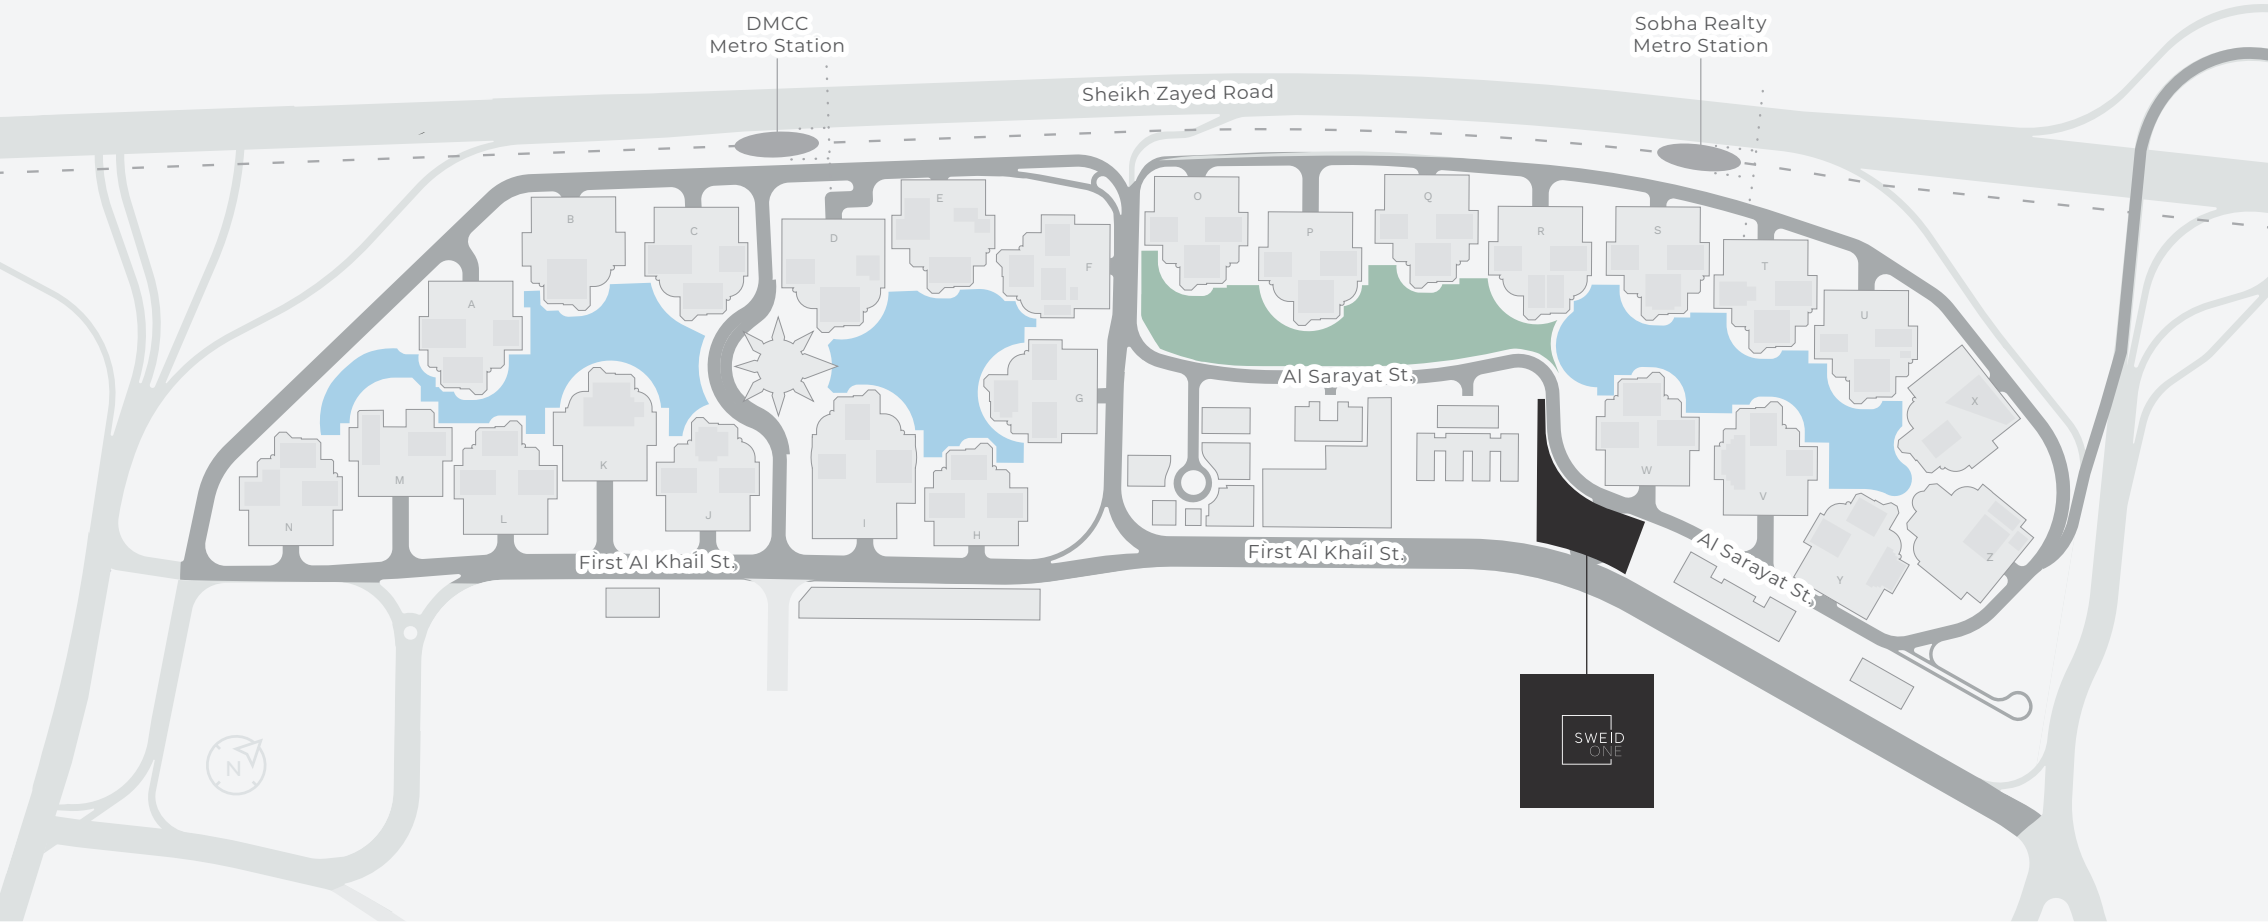 DMCC
Metro Station
Sobha Realty
Metro Station
Sheikh Zayed Road
E
O
Q
B
C
D
P
R
S
F
T
A
U
Al Sarayat St.
G
X
K
W
M
N
L
J
I
H
V
First Al Khail St.
First Al Khail St.
Al Sarayat St.
Z
Y
SWEID
ONE
N